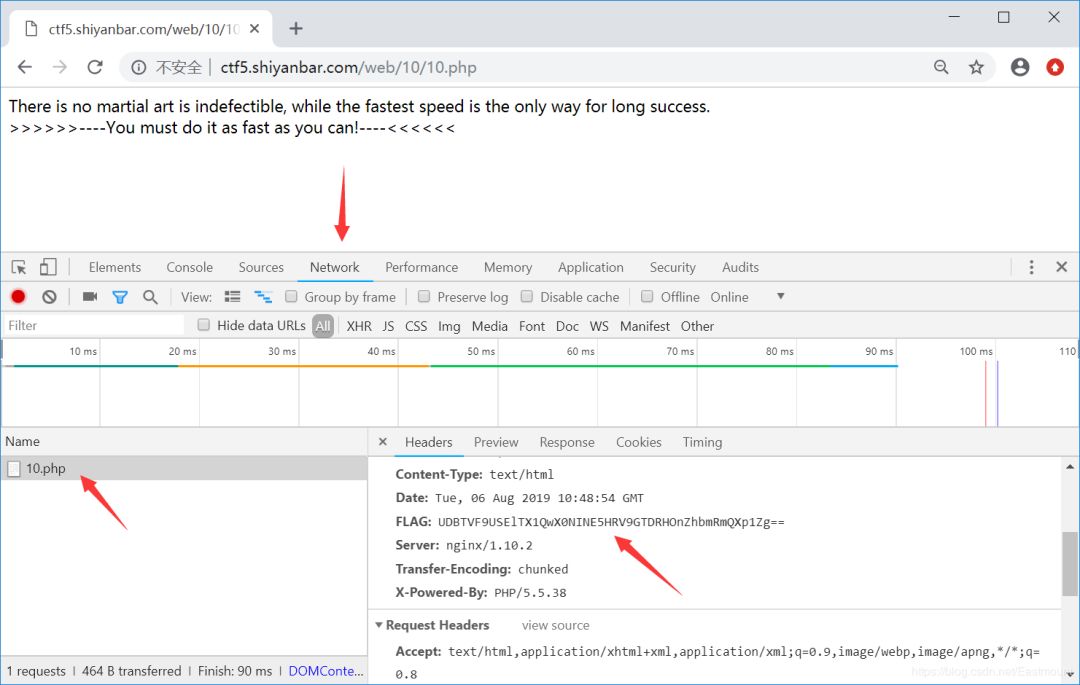 ctf5.shiyanbar.com/web/10/10
不安全 ctf5.shiyanbar.com/web/10/10.php
There is no martial art is indefectible, while the fastest speed is the only way for long success.
>>>>>>----You must do it as fast as you can!----<<<<<<
Elements Console Sources Network Performance Memory Application Security Audits
View: Group by frame Preserve log Disable cache Offline Online
Filter Hide data URLs All XHR JS CSS Img Media Font Doc WS Manifest Other
10 ms 20 ms 30 ms 40 ms 50 ms 60 ms 70 ms 80 ms 90 ms 100 ms 110
Name Headers Preview Response Cookies Timing
10.php
Content-Type: text/html
Date: Tue, 06 Aug 2019 10:48:54 GMT
FLAG: UDBTVF9USElTX1QwX0NINE5HRV9GTDRHOnZhbmRmQXp1Zg==
Server: nginx/1.10.2
Transfer-Encoding: chunked
X-Powered-By: PHP/5.5.38
Request Headers view source
Accept: text/html,application/xhtml+xml,application/xml;q=0.9,image/webp,image/apng,*/*;q=
0.8
1 requests | 464 B transferred | Finish: 90 ms | DOMConte...
https://blog.csdn.net/Eastmount